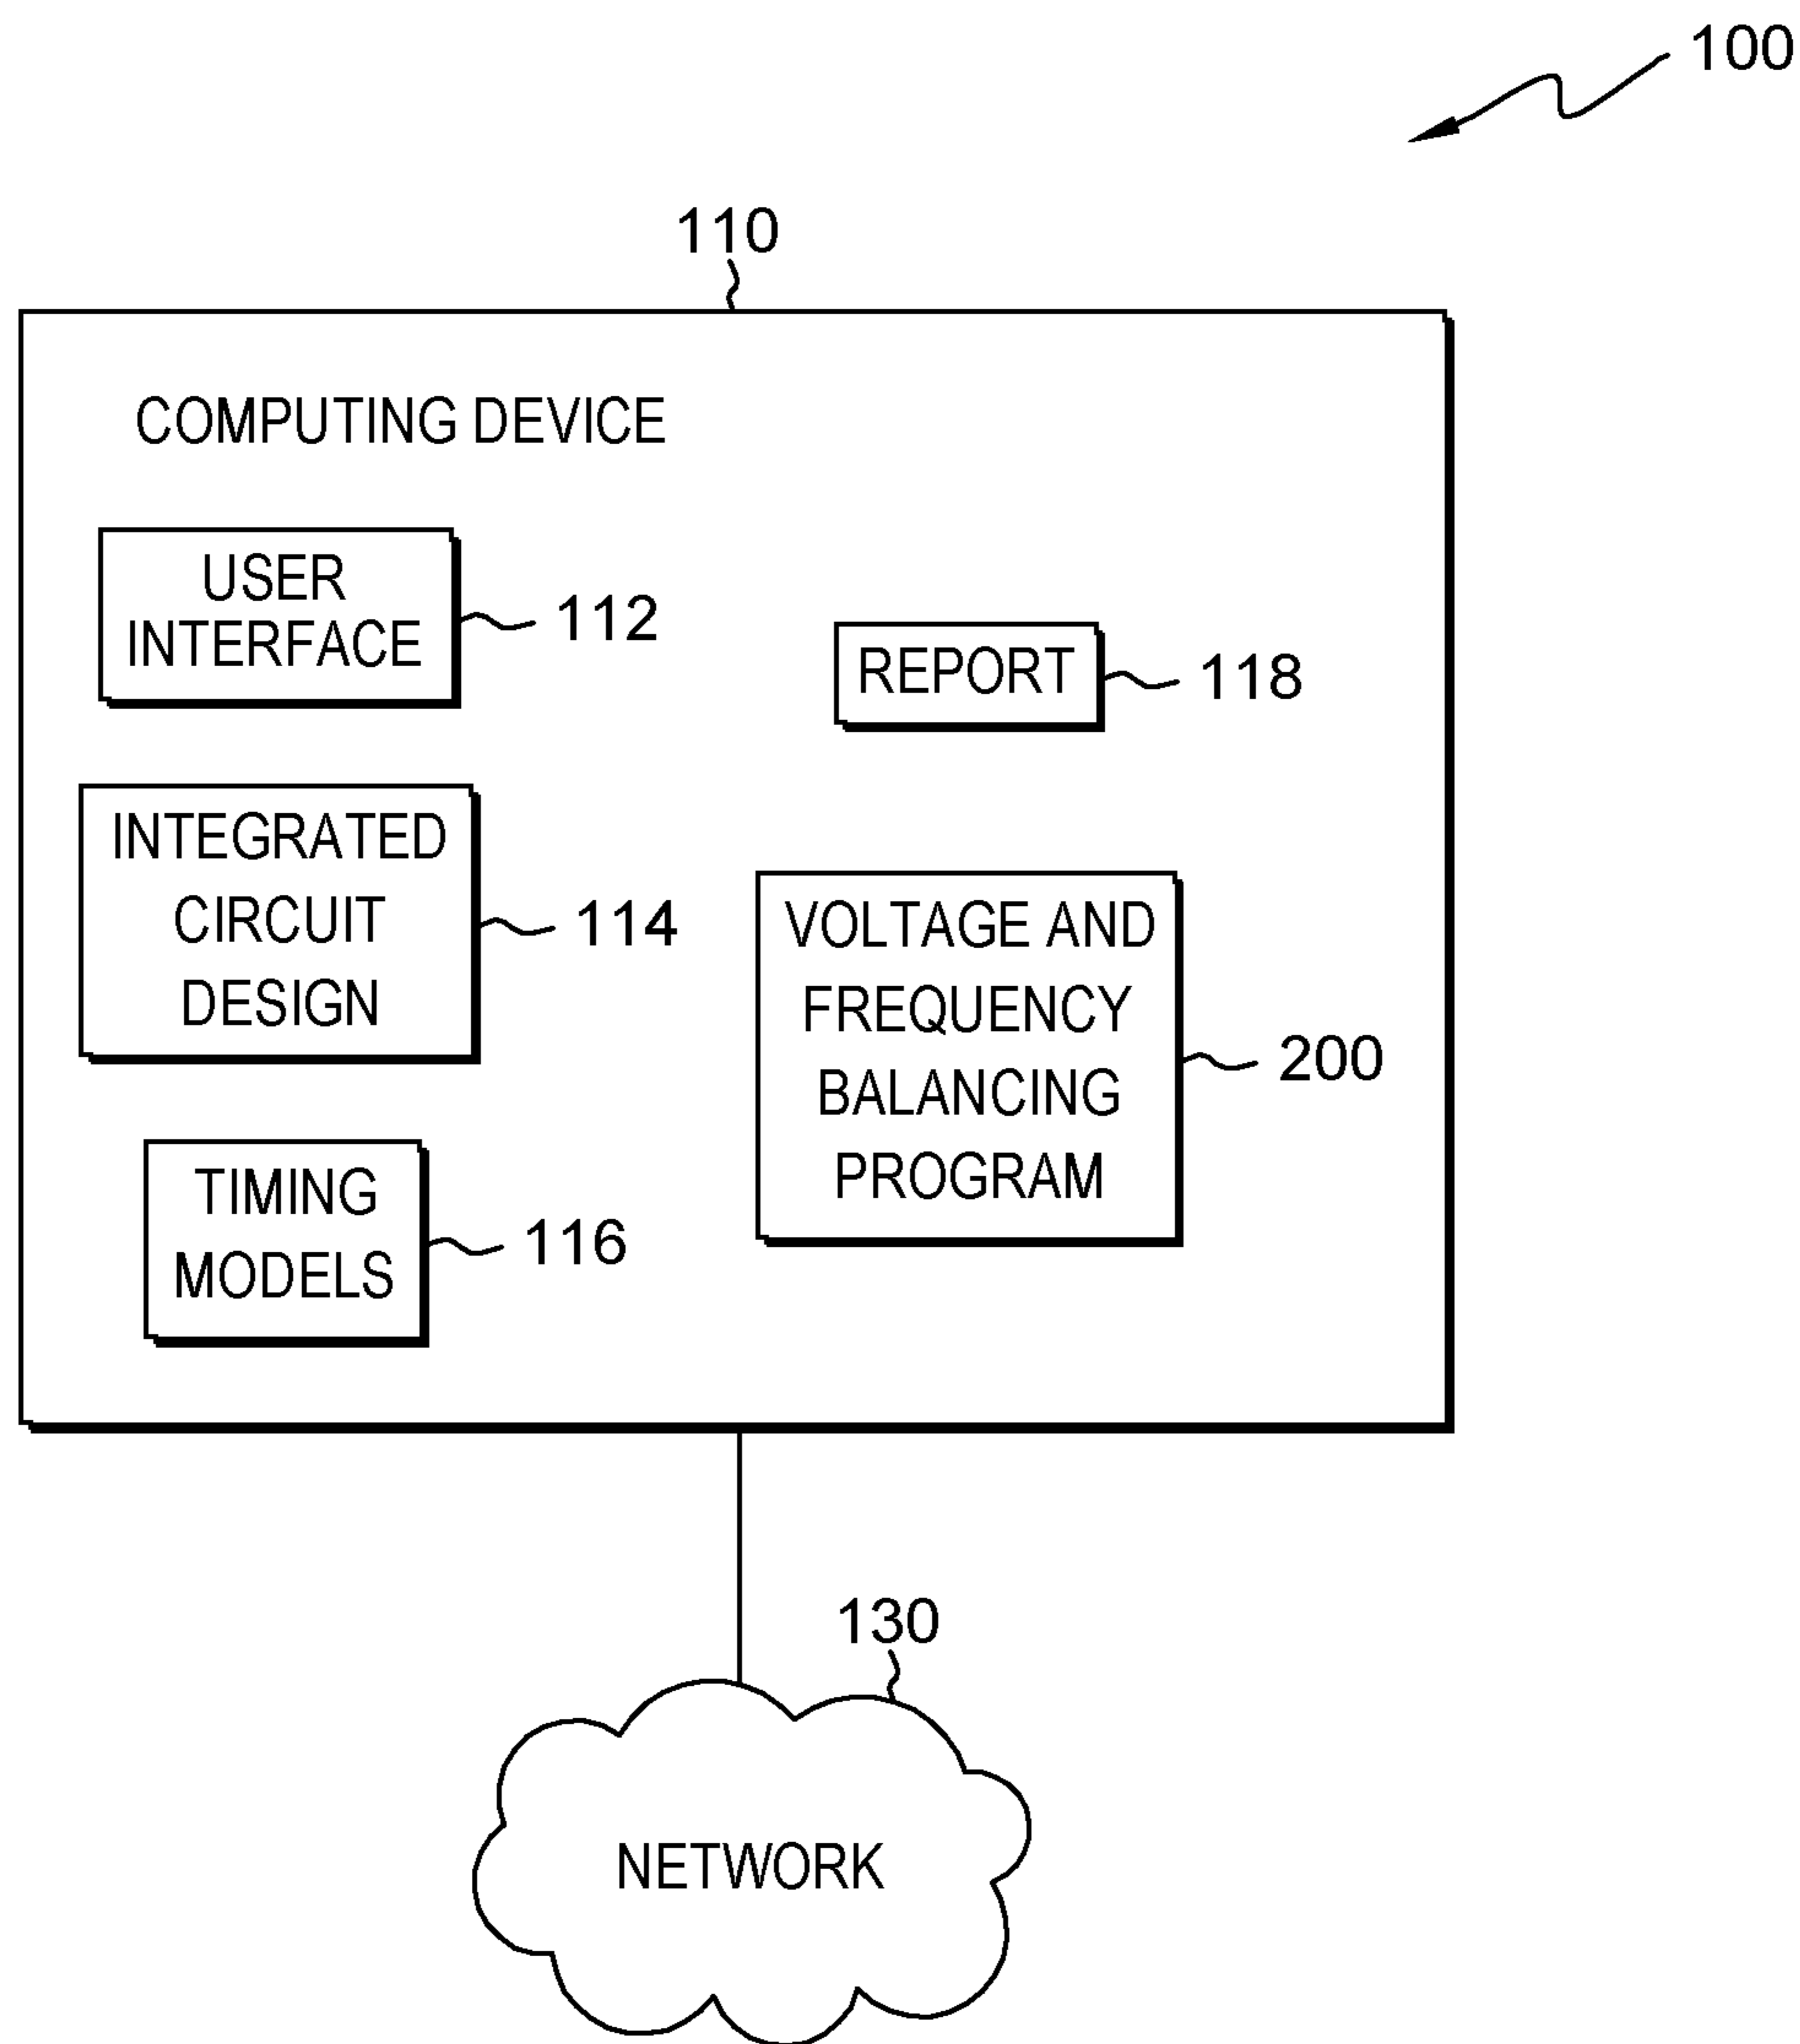 100
110
COMPUTING DEVICE
USER
INTERFACE
112
REPORT
118
INTEGRATED
CIRCUIT
DESIGN
114
VOLTAGE AND
FREQUENCY
BALANCING
PROGRAM
200
TIMING
MODELS
116
130
NETWORK